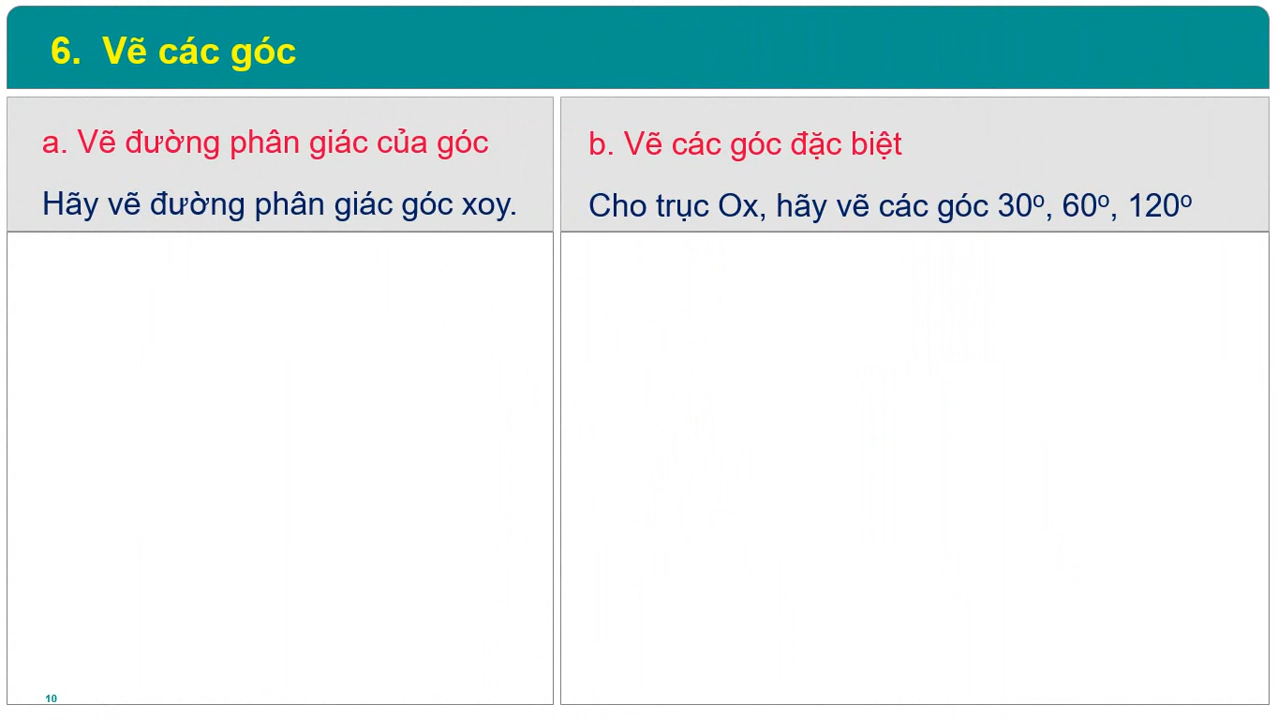 6. Vẽ các góc
a. Vẽ đường phân giác của góc
Hãy vẽ đường phân giác góc xoy.
b. Vẽ các góc đặc biệt
Cho trục Ox, hãy vẽ các góc 30º, 60º, 120º
10